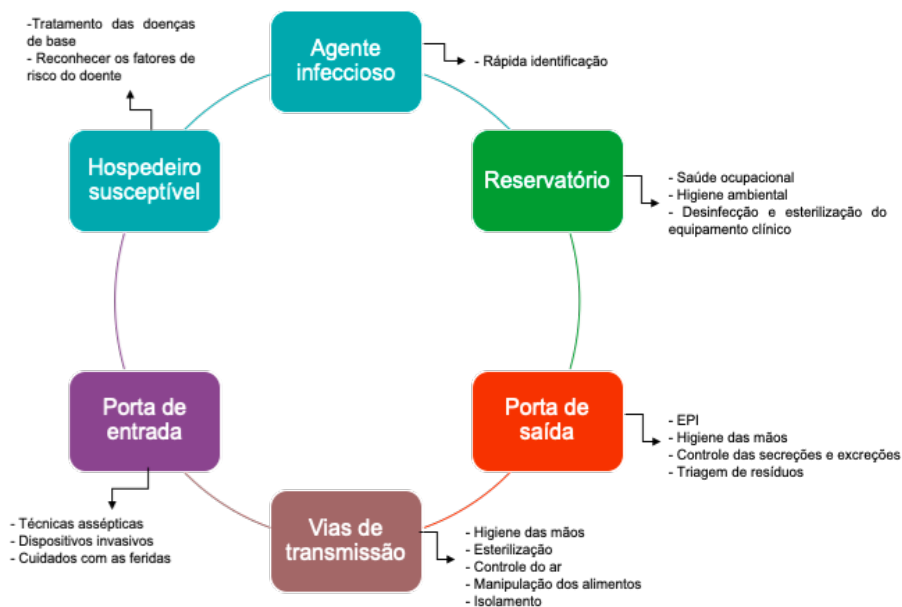 -Tratamento das doenças
de base
- Reconhecer os fatores de
risco do doente
Agente
infeccioso
- Rápida identificação
Hospedeiro
susceptível
Reservatório
- Saúde ocupacional
- Higiene ambiental
- Desinfecção e esterilização do
equipamento clínico
Porta de
entrada
Porta de
saída
- EPI
- Higiene das mãos
- Controle das secreções e excreções
- Triagem de resíduos
- Técnicas assépticas
- Dispositivos invasivos
- Cuidados com as feridas
Vias de
transmissão
- Higiene das mãos
- Esterilização
- Controle do ar
- Manipulação dos alimentos
- Isolamento